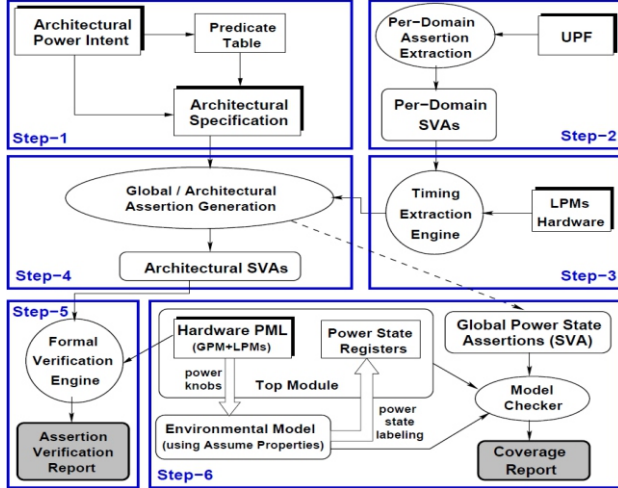 Architectural
Power Intent
Predicate
Table
Architectural
Specification
Step−1
Per−Domain
Assertion
Extraction
UPF
Per−Domain
SVAs
Step−2
Global / Architectural
Assertion Generation
Architectural SVAs
Step−4
Timing
Extraction
Engine
LPMs
Hardware
Step−3
Step−5
Formal
Verification
Engine
Assertion
Verification
Report
Hardware PML
(GPM+LPMs)
Power State
Registers
power
knobs
Top Module
Environmental Model
(using Assume Properties)
power
state
labeling
Global Power State
Assertions (SVA)
Model
Checker
Coverage
Report
Step−6